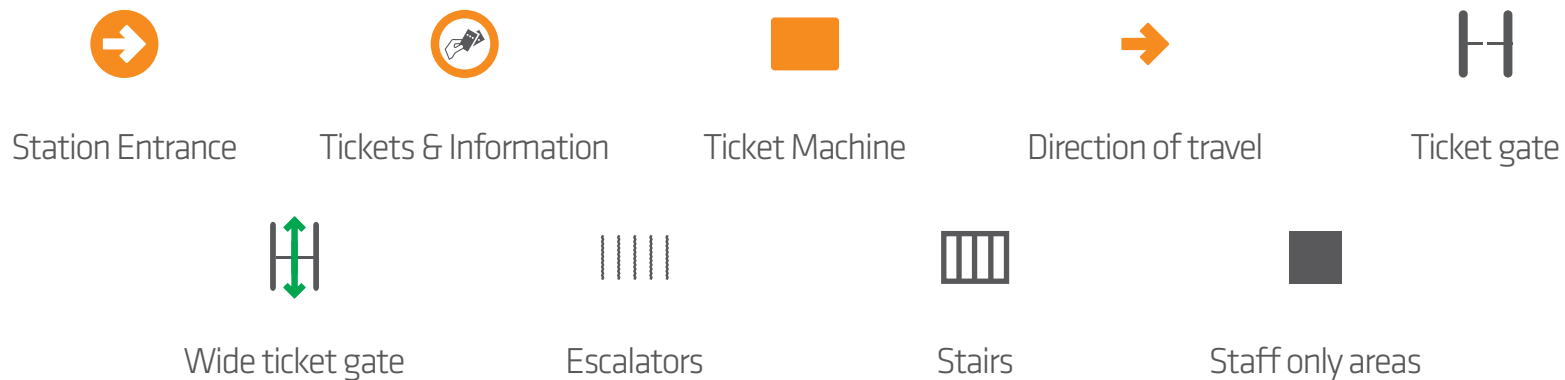 Station Entrance
Tickets & Information
Ticket Machine
Direction of travel
Ticket gate
Wide ticket gate
Escalators
Stairs
Staff only areas